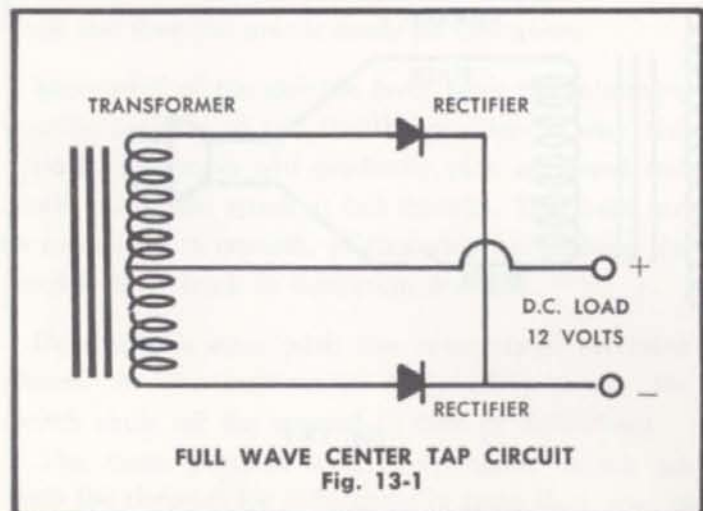 TRANSFORMER
RECTIFIER
+
D.C. LOAD
12 VOLTS
−
RECTIFIER
FULL WAVE CENTER TAP CIRCUIT
Fig. 13-1